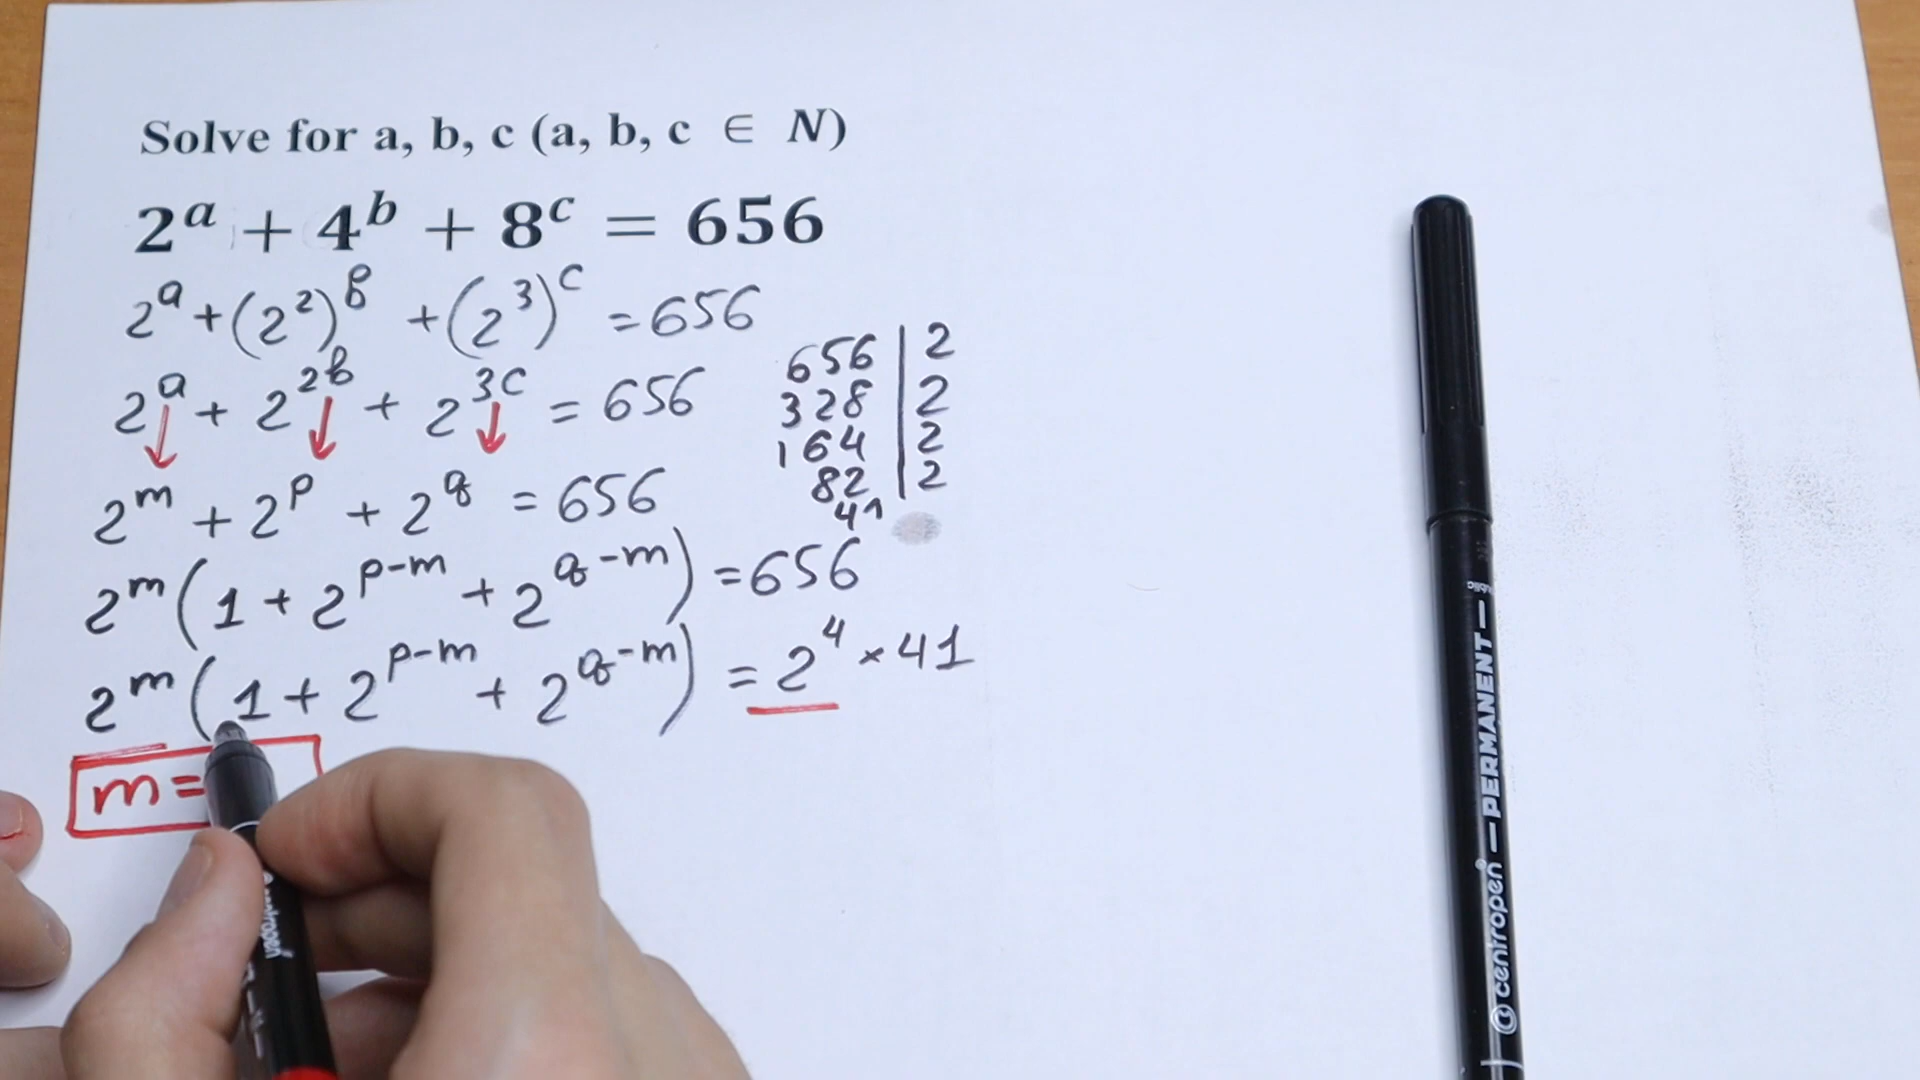 Solve for a, b, c (a, b, c ∈ N)
2^a + 4^b + 8^c = 656
2^a + (2^2)^b + (2^3)^c = 656
2^a + 2^2b + 2^3c = 656
2^m + 2^p + 2^q = 656
2^m (1 + 2^p-m + 2^q-m) = 656
2^m (1 + 2^p-m + 2^q-m) = 2^4 × 41
m =
656 | 2
328 | 2
164 | 2
82 | 2
41
centropen — PERMANENT —
centropen